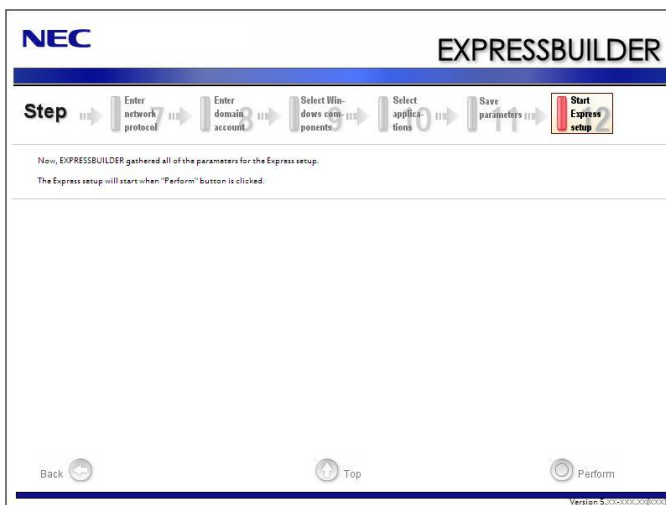 NEC
EXPRESSBUILDER
Step
Enter
network
protocol
7
Enter
domain
account
8
Select Win-
dows com-
ponents
9
Select
applica-
tions
10
Save
parameters
11
Start
Express
setup
12
Now, EXPRESSBUILDER gathered all of the parameters for the Express setup.
The Express setup will start when "Perform" button is clicked.
Back
Top
Perform
Version 5.